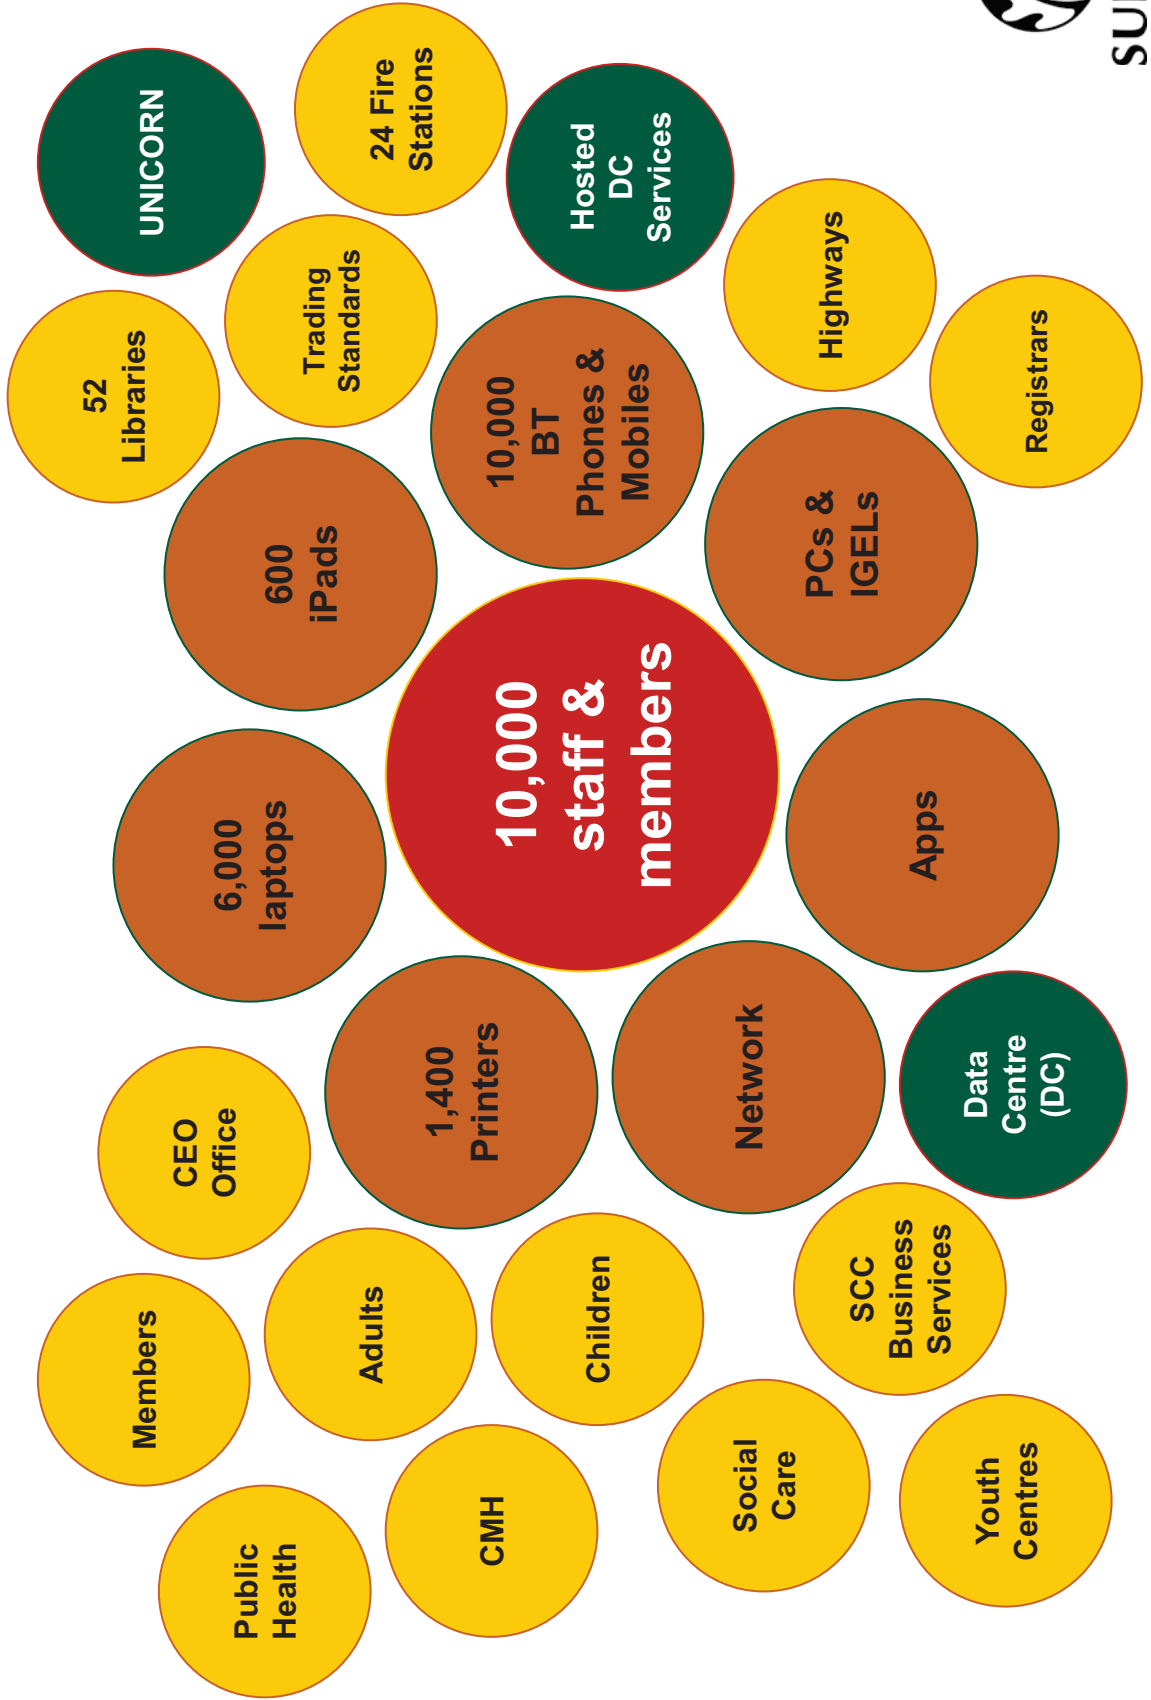 Members
52
Libraries
UNICORN
Public
Health
CEO
Office
6,000
laptops
600
iPads
Trading
Standards
24 Fire
Stations
Adults
CMH
1,400
Printers
10,000
BT
Phones &
Mobiles
Hosted
DC
Services
Children
10,000
staff &
members
Social
Care
Network
PCs &
IGELs
Highways
SCC
Business
Services
Apps
Youth
Centres
Data
Centre
(DC)
Registrars